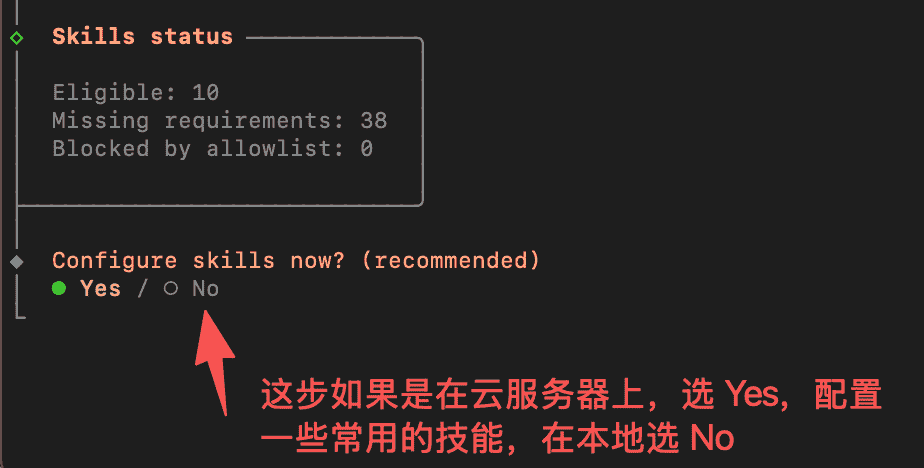 Skills status
Eligible: 10
Missing requirements: 38
Blocked by allowlist: 0
Configure skills now? (recommended)
Yes / No
这步如果是在云服务器上，选 Yes，配置
一些常用的技能，在本地选 No